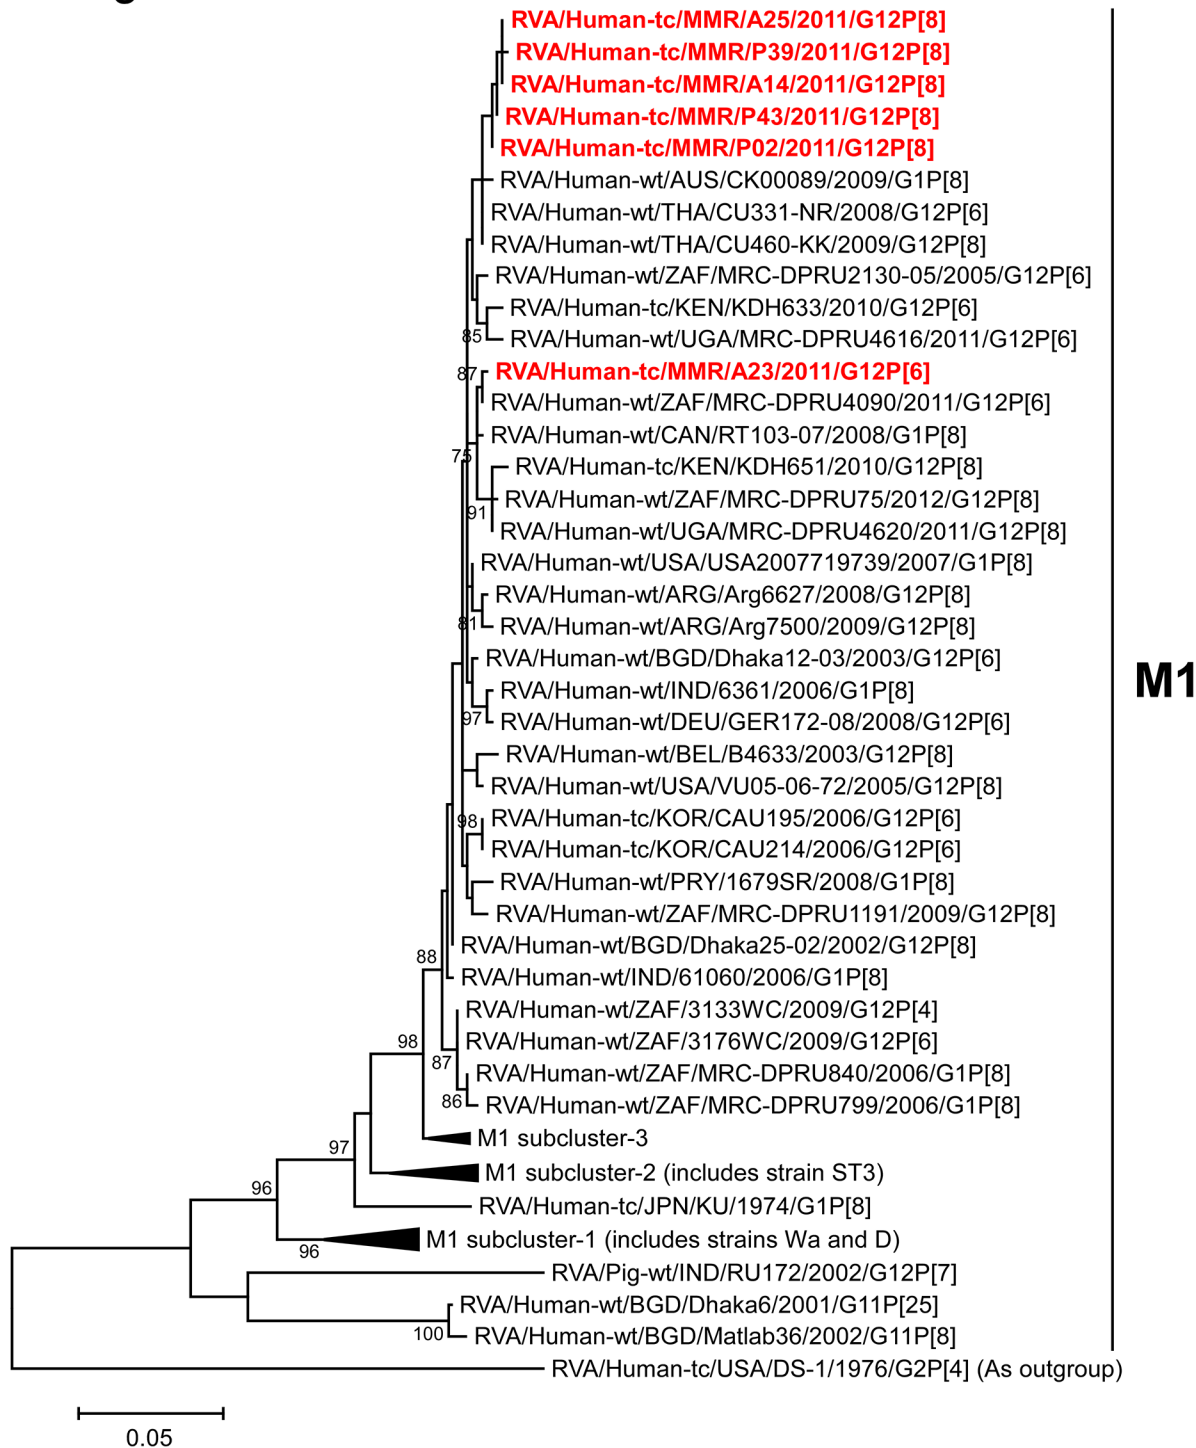 RVA/Human-tc/MMR/A25/2011/G12P[8]
RVA/Human-tc/MMR/P39/2011/G12P[8]
RVA/Human-tc/MMR/A14/2011/G12P[8]
RVA/Human-tc/MMR/P43/2011/G12P[8]
RVA/Human-tc/MMR/P02/2011/G12P[8]
RVA/Human-wt/AUS/CK00089/2009/G1P[8]
RVA/Human-wt/THA/CU331-NR/2008/G12P[6]
RVA/Human-wt/THA/CU460-KK/2009/G12P[8]
RVA/Human-wt/ZAF/MRC-DPRU2130-05/2005/G12P[6]
RVA/Human-tc/KEN/KDH633/2010/G12P[6]
85
RVA/Human-wt/UGA/MRC-DPRU4616/2011/G12P[6]
87
RVA/Human-tc/MMR/A23/2011/G12P[6]
RVA/Human-wt/ZAF/MRC-DPRU4090/2011/G12P[6]
RVA/Human-wt/CAN/RT103-07/2008/G1P[8]
75
RVA/Human-tc/KEN/KDH651/2010/G12P[8]
RVA/Human-wt/ZAF/MRC-DPRU75/2012/G12P[8]
91
RVA/Human-wt/UGA/MRC-DPRU4620/2011/G12P[8]
RVA/Human-wt/USA/USA2007719739/2007/G1P[8]
RVA/Human-wt/ARG/Arg6627/2008/G12P[8]
81
RVA/Human-wt/ARG/Arg7500/2009/G12P[8]
RVA/Human-wt/BGD/Dhaka12-03/2003/G12P[6]
M1
RVA/Human-wt/IND/6361/2006/G1P[8]
97
RVA/Human-wt/DEU/GER172-08/2008/G12P[6]
RVA/Human-wt/BEL/B4633/2003/G12P[8]
RVA/Human-wt/USA/VU05-06-72/2005/G12P[8]
98
RVA/Human-tc/KOR/CAU195/2006/G12P[6]
RVA/Human-tc/KOR/CAU214/2006/G12P[6]
RVA/Human-wt/PRY/1679SR/2008/G1P[8]
RVA/Human-wt/ZAF/MRC-DPRU1191/2009/G12P[8]
RVA/Human-wt/BGD/Dhaka25-02/2002/G12P[8]
88
RVA/Human-wt/IND/61060/2006/G1P[8]
RVA/Human-wt/ZAF/3133WC/2009/G12P[4]
98
RVA/Human-wt/ZAF/3176WC/2009/G12P[6]
87
RVA/Human-wt/ZAF/MRC-DPRU840/2006/G1P[8]
86
RVA/Human-wt/ZAF/MRC-DPRU799/2006/G1P[8]
M1 subcluster-3
97
M1 subcluster-2 (includes strain ST3)
96
RVA/Human-tc/JPN/KU/1974/G1P[8]
M1 subcluster-1 (includes strains Wa and D)
96
RVA/Pig-wt/IND/RU172/2002/G12P[7]
RVA/Human-wt/BGD/Dhaka6/2001/G11P[25]
100
RVA/Human-wt/BGD/Matlab36/2002/G11P[8]
RVA/Human-tc/USA/DS-1/1976/G2P[4] (As outgroup)
0.05